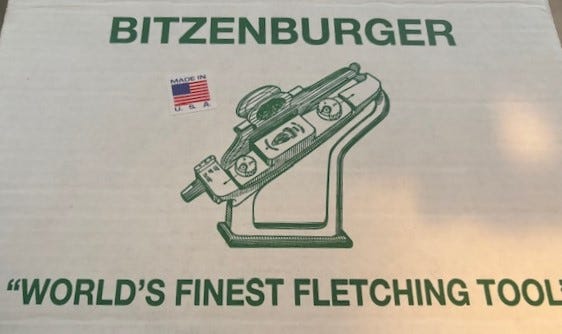 BITZENBURGER
MADE IN
U. S. A
"WORLD'S FINEST FLETCHING TOOL"